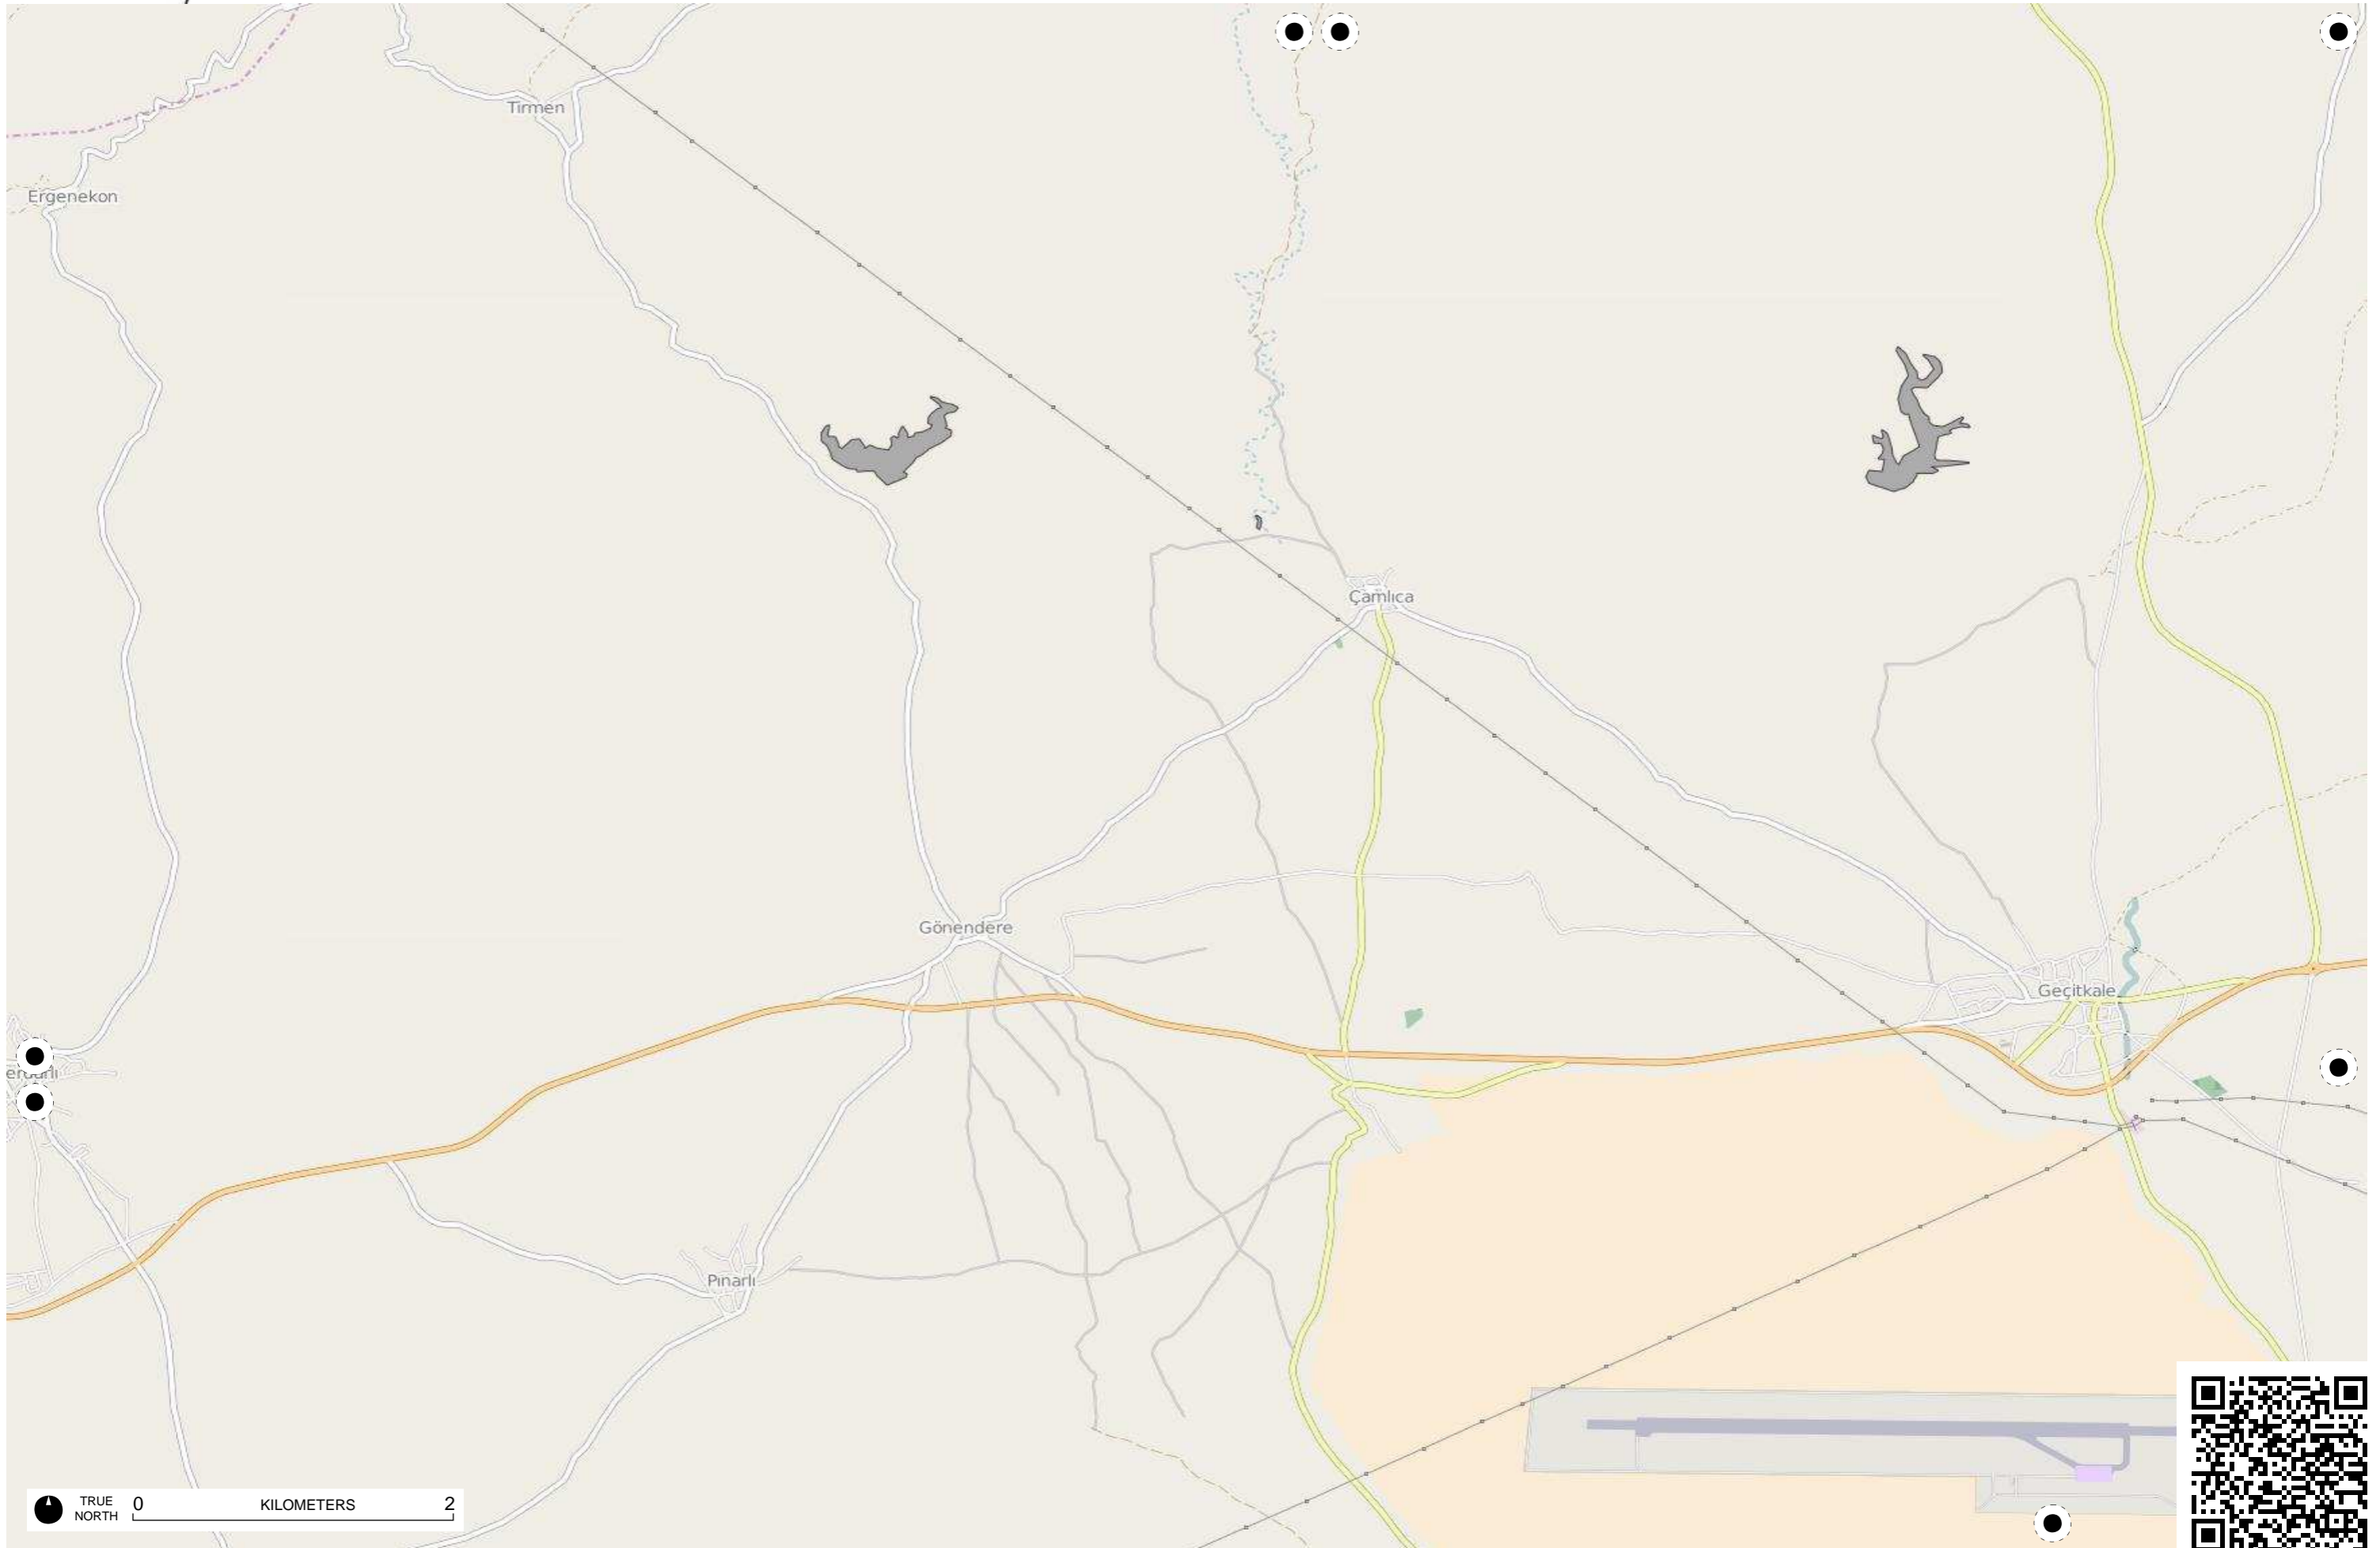 Tirmen
Ergenekon
Çamlıca
Gönendere
Geçitkale
Pınarlı
TRUE NORTH
0 KILOMETERS 2